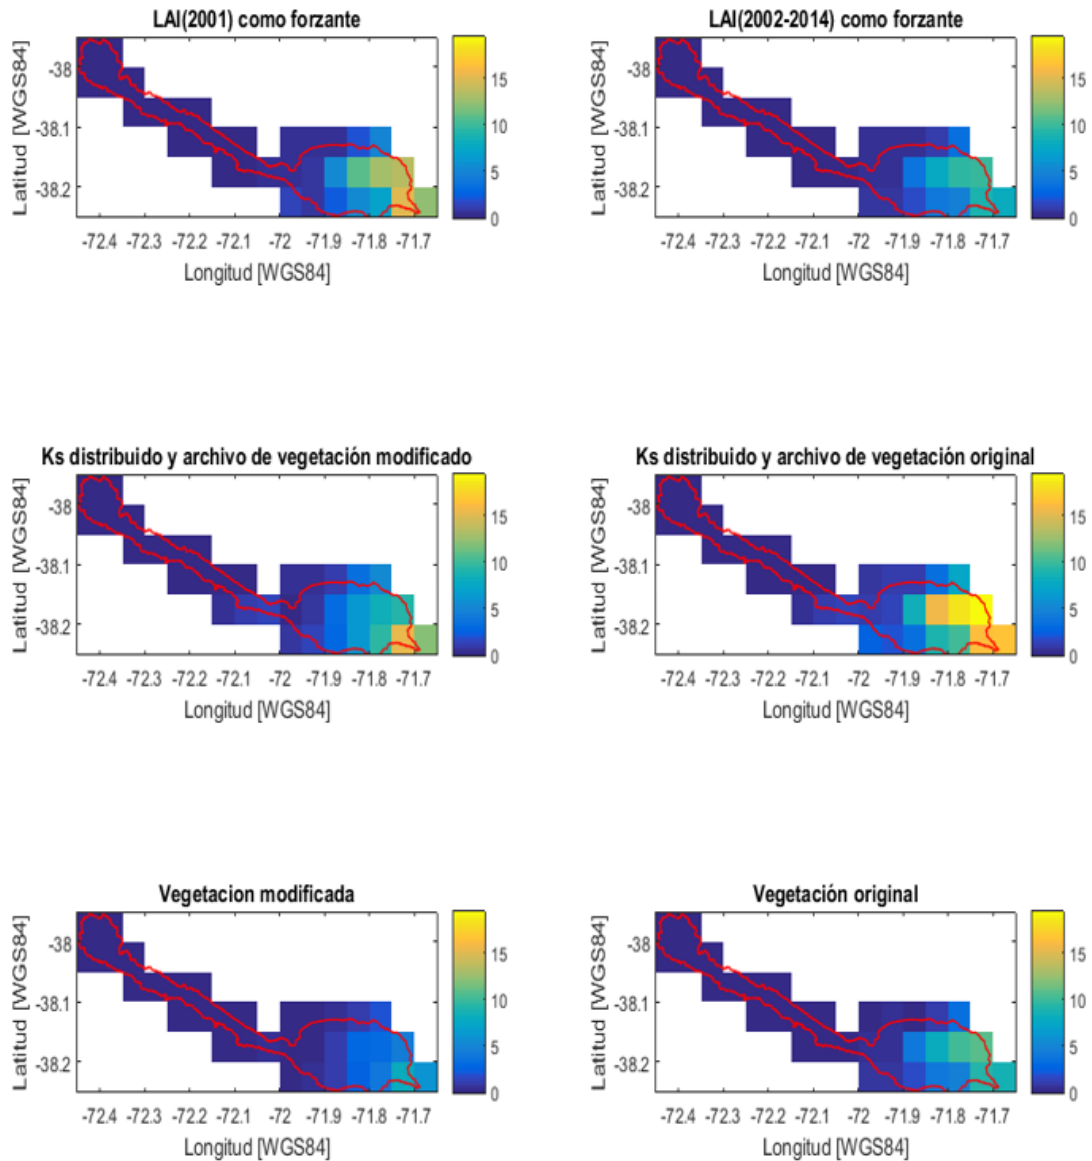 LAI(2001) como forzante
LAI(2002-2014) como forzante
Latitud [WGS84]
-38
-38.1
-38.2
-72.4 -72.3 -72.2 -72.1 -72 -71.9 -71.8 -71.7
Longitud [WGS84]
15
10
5
0
Latitud [WGS84]
-38
-38.1
-38.2
-72.4 -72.3 -72.2 -72.1 -72 -71.9 -71.8 -71.7
Longitud [WGS84]
15
10
5
0
Ks distribuido y archivo de vegetación modificado
Ks distribuido y archivo de vegetación original
Latitud [WGS84]
-38
-38.1
-38.2
-72.4 -72.3 -72.2 -72.1 -72 -71.9 -71.8 -71.7
Longitud [WGS84]
15
10
5
0
Latitud [WGS84]
-38
-38.1
-38.2
-72.4 -72.3 -72.2 -72.1 -72 -71.9 -71.8 -71.7
Longitud [WGS84]
15
10
5
0
Vegetacion modificada
Vegetación original
Latitud [WGS84]
-38
-38.1
-38.2
-72.4 -72.3 -72.2 -72.1 -72 -71.9 -71.8 -71.7
Longitud [WGS84]
15
10
5
0
Latitud [WGS84]
-38
-38.1
-38.2
-72.4 -72.3 -72.2 -72.1 -72 -71.9 -71.8 -71.7
Longitud [WGS84]
15
10
5
0